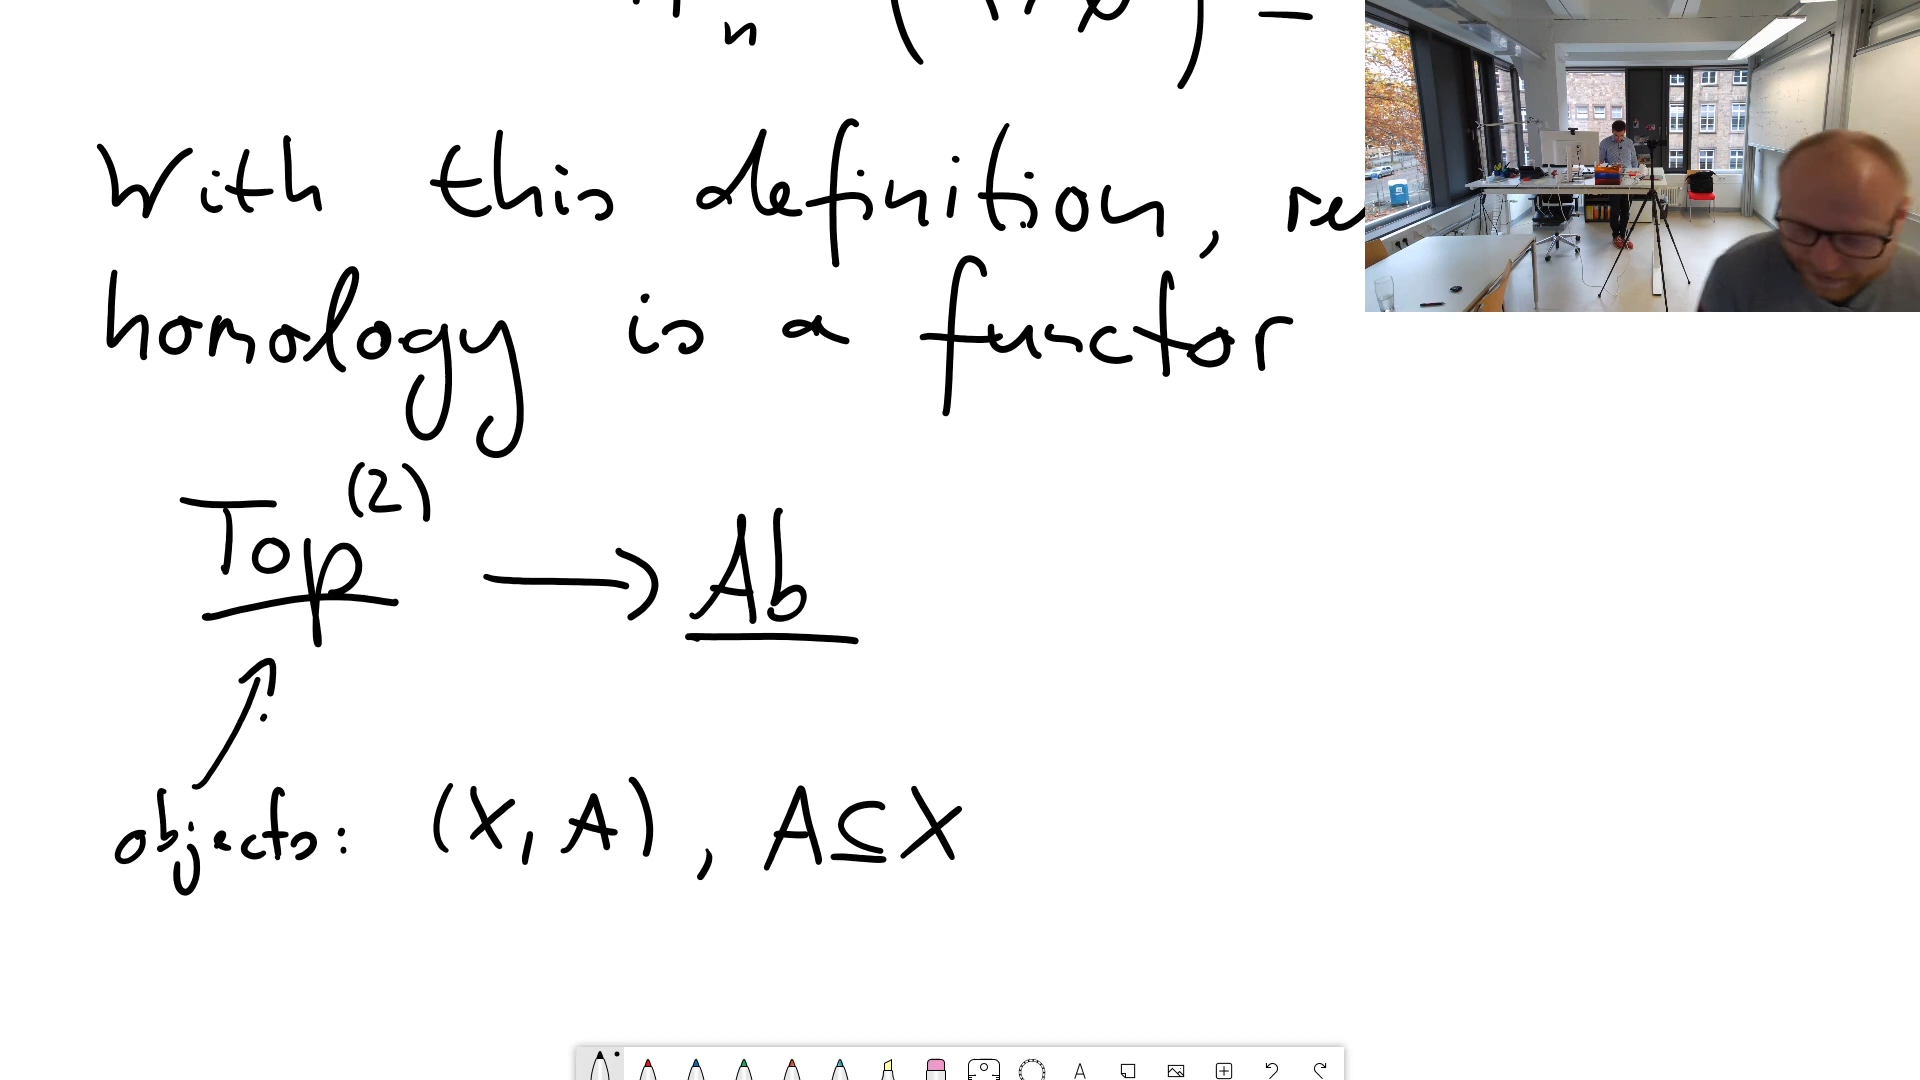 n
With this definition,
homology is a functor
Top⁽²⁾ → Ab
objects: (X, A), A ⊆ X